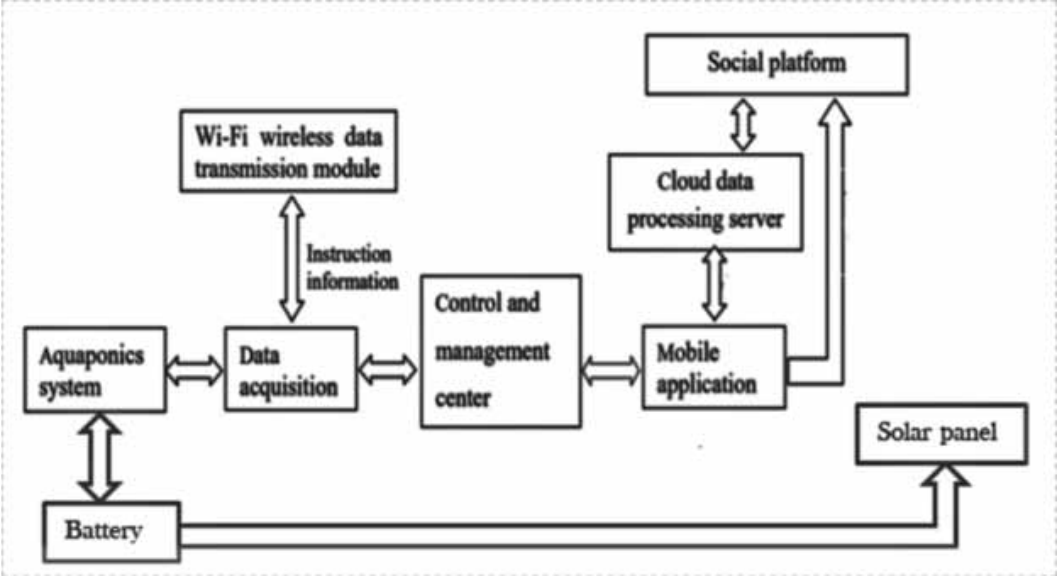 Social platform
Wi-Fi wireless data
transmission module
Cloud data
processing server
Instruction
information
Control and
management
center
Aquaponics
system
Data
acquisition
Mobile
application
Solar panel
Battery